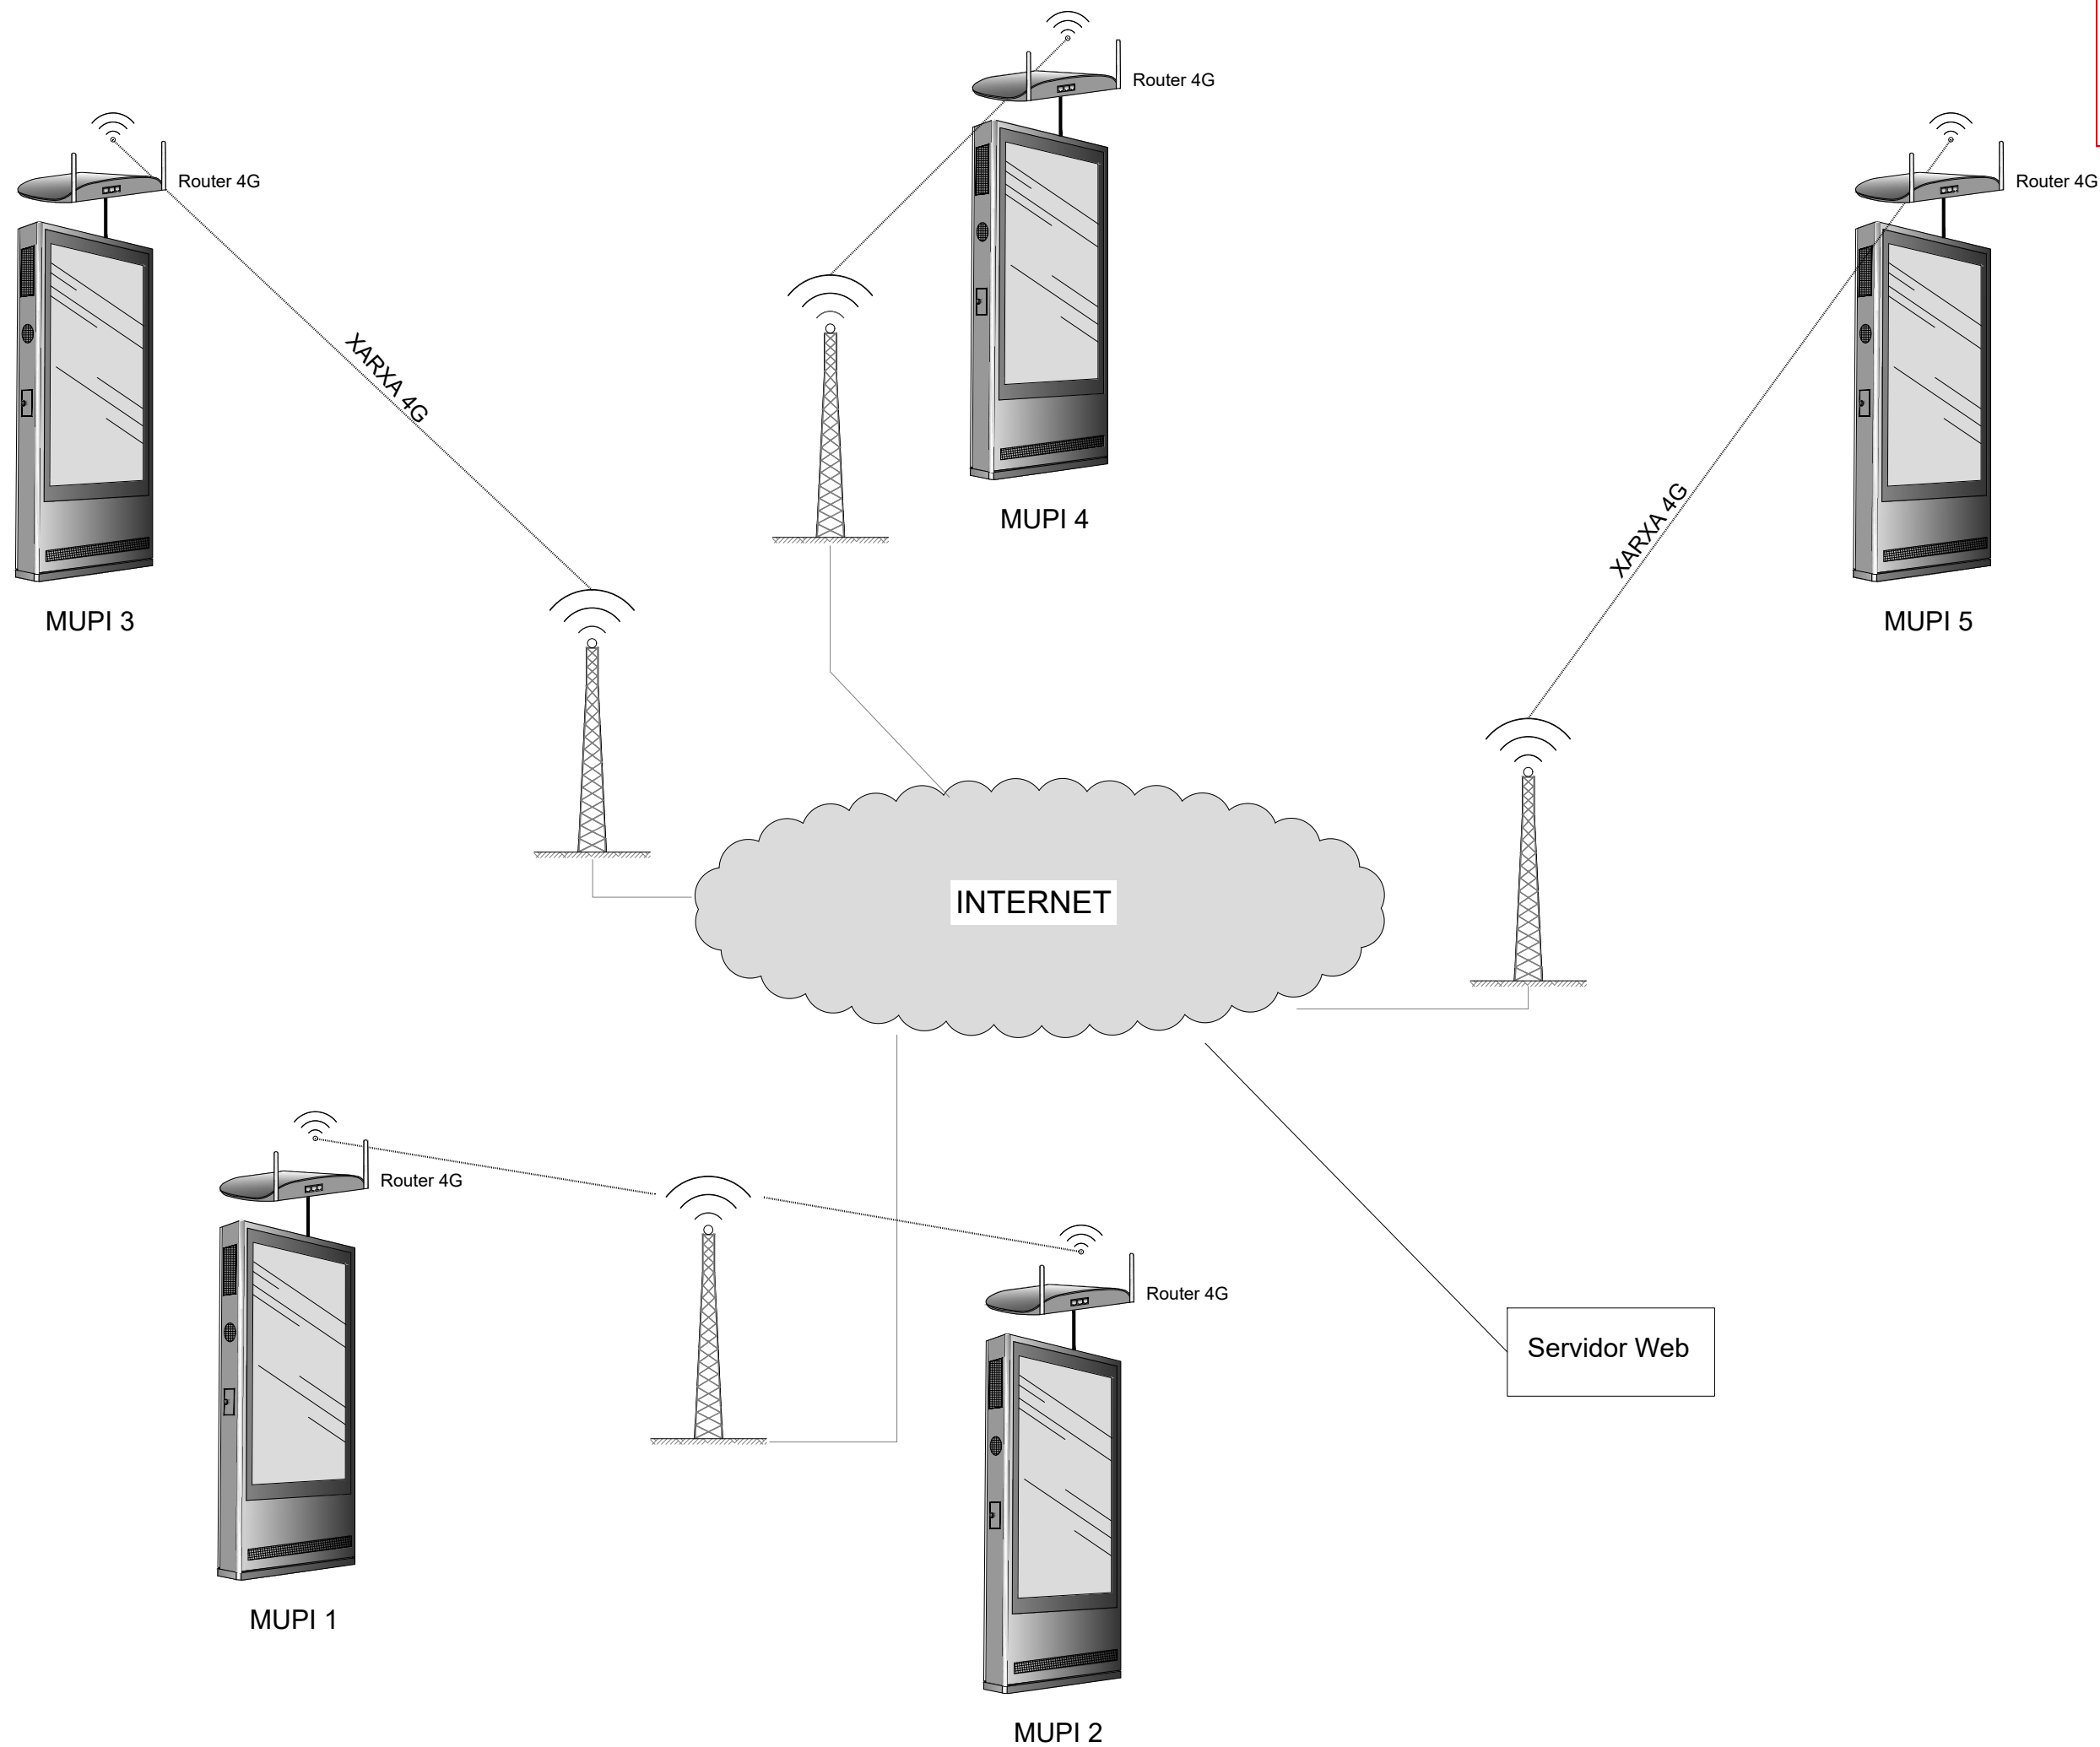 Router 4G
Router 4G
Router 4G
XARXA 4G
MUPI 4
XARXA 4G
MUPI 3
MUPI 5
INTERNET
Router 4G
Router 4G
Servidor Web
MUPI 1
MUPI 2